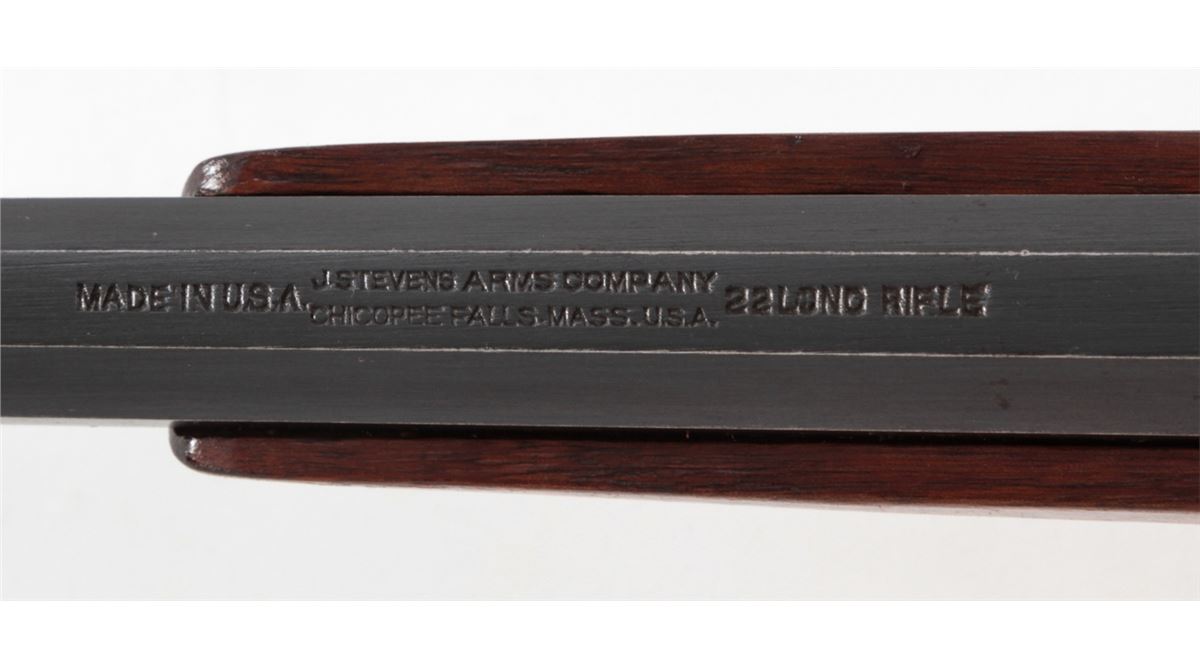 MADE IN U.S.A.
J. STEVENS ARMS COMPANY
CHICOPEE FALLS. MASS. U.S.A.
22 LONG RIFLE